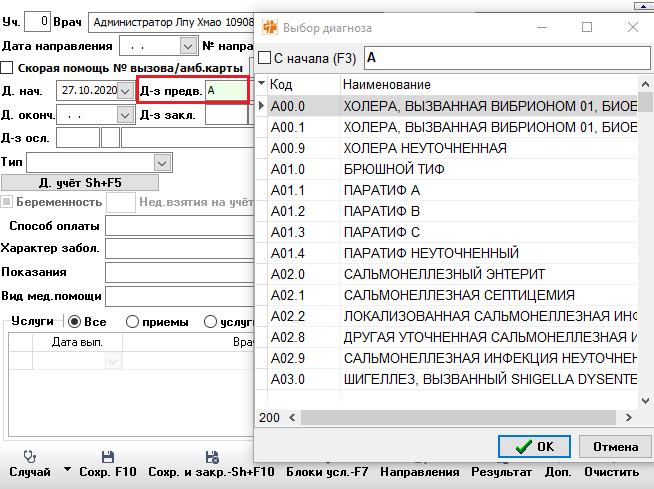 Уч. 0 Врач Администратор Лпу Хмао 10908
Дата направления . . № напра
Скорая помощь № вызова/амб.карты
Д. нач. 27.10.2020 Д-з предв. A
Д. оконч. . . Д-з закл.
Д-з осл.
Тип
Д. учёт Sh+F5
Беременность Нед.взятия на учёт
Способ оплаты
Характер забол.
Показания
Вид мед.помощи
Услуги Все приемы услуги
Дата вып. Врач
Выбор диагноза
С начала (F3) А
Код Наименование
A00.0 ХОЛЕРА, ВЫЗВАННАЯ ВИБРИОНОМ 01, БИОВ
A00.1 ХОЛЕРА, ВЫЗВАННАЯ ВИБРИОНОМ 01, БИОВ
A00.9 ХОЛЕРА НЕУТОЧНЕННАЯ
A01.0 БРЮШНОЙ ТИФ
A01.1 ПАРАТИФ A
A01.2 ПАРАТИФ B
A01.3 ПАРАТИФ C
A01.4 ПАРАТИФ НЕУТОЧНЕННЫЙ
A02.0 САЛЬМОНЕЛЛЕЗНЫЙ ЭНТЕРИТ
A02.1 САЛЬМОНЕЛЛЕЗНАЯ СЕПТИЦЕМИЯ
A02.2 ЛОКАЛИЗОВАННАЯ САЛЬМОНЕЛЛЕЗНАЯ ИНФ
A02.8 ДРУГАЯ УТОЧНЕННАЯ САЛЬМОНЕЛЛЕЗНАЯ И
A02.9 САЛЬМОНЕЛЛЕЗНАЯ ИНФЕКЦИЯ НЕУТОЧНЕН
A03.0 ШИГЕЛЛЕЗ, ВЫЗВАННЫЙ SHIGELLA DYSENTE
200
OK Отмена
Случай Сохр. F10 Сохр. и закр.-Sh+F10 Блоки усл.-F7 Направления Результат Доп. Очистить